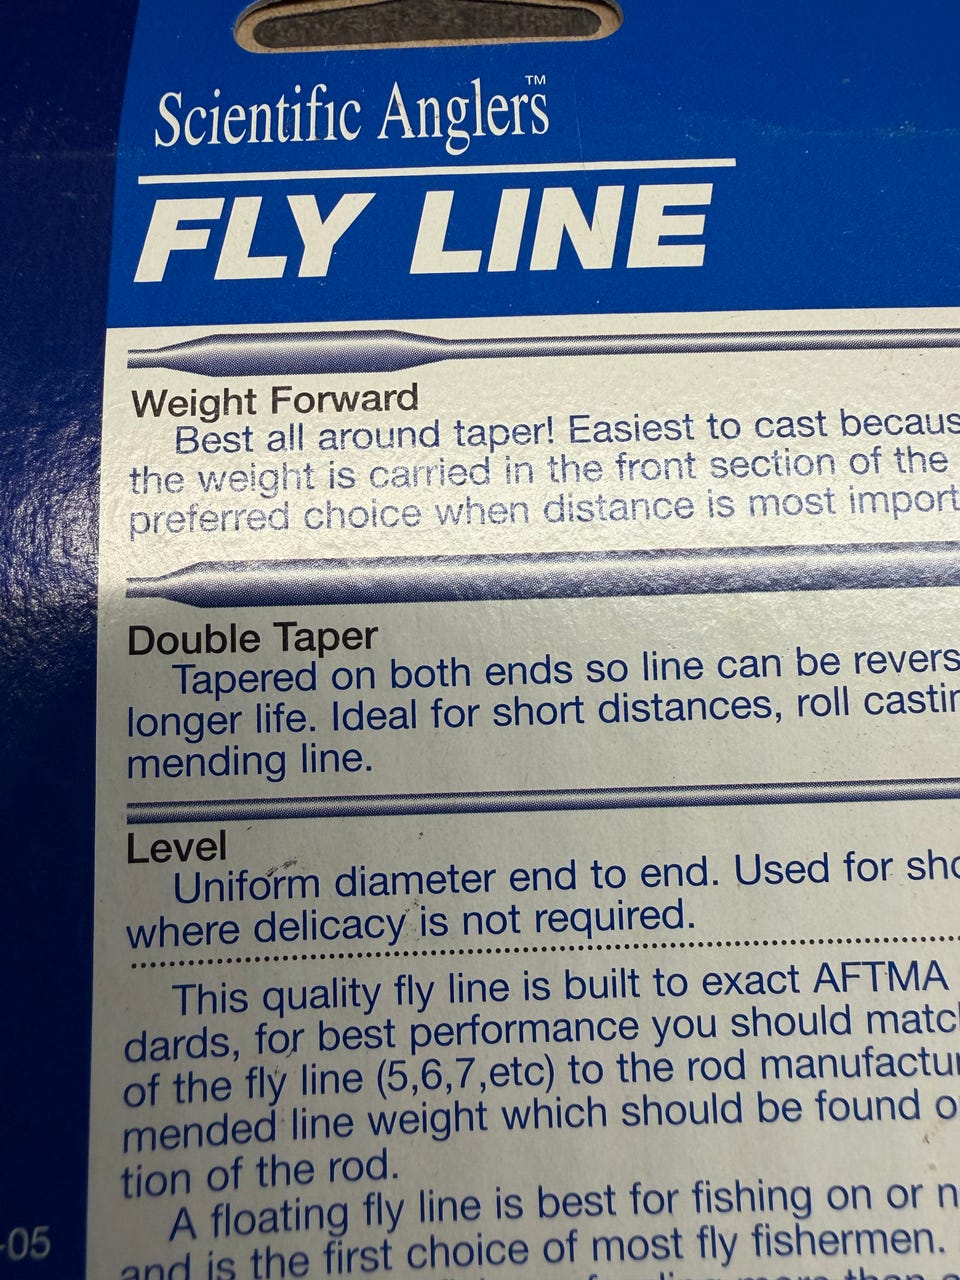 Scientific Anglers™
FLY LINE
Weight Forward
Best all around taper! Easiest to cast becaus
the weight is carried in the front section of the
preferred choice when distance is most import
Double Taper
Tapered on both ends so line can be revers
longer life. Ideal for short distances, roll castin
mending line.
Level
Uniform diameter end to end. Used for sho
where delicacy is not required.
This quality fly line is built to exact AFTMA
dards, for best performance you should match
of the fly line (5,6,7,etc) to the rod manufactur
mended line weight which should be found o
tion of the rod.
A floating fly line is best for fishing on or n
and is the first choice of most fly fishermen.
-05